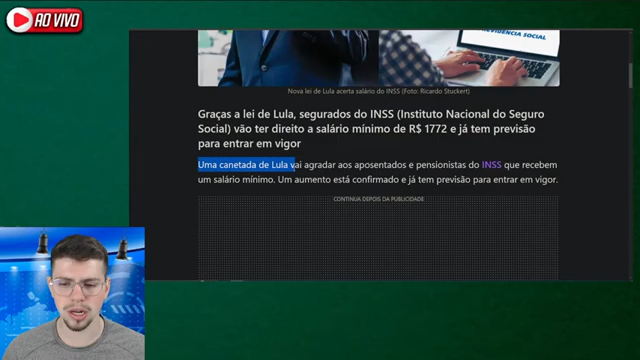 AO VIVO
PREVIDÊNCIA SOCIAL
Nova lei de Lula acerta salário do INSS (Foto: Ricardo Stuckert)
Graças a lei de Lula, segurados do INSS (Instituto Nacional do Seguro
Social) vão ter direito a salário mínimo de R$ 1772 e já tem previsão
para entrar em vigor
Uma canetada de Lula vai agradar aos aposentados e pensionistas do INSS que recebem
um salário mínimo. Um aumento está confirmado e já tem previsão para entrar em vigor.
CONTINUA DEPOIS DA PUBLICIDADE